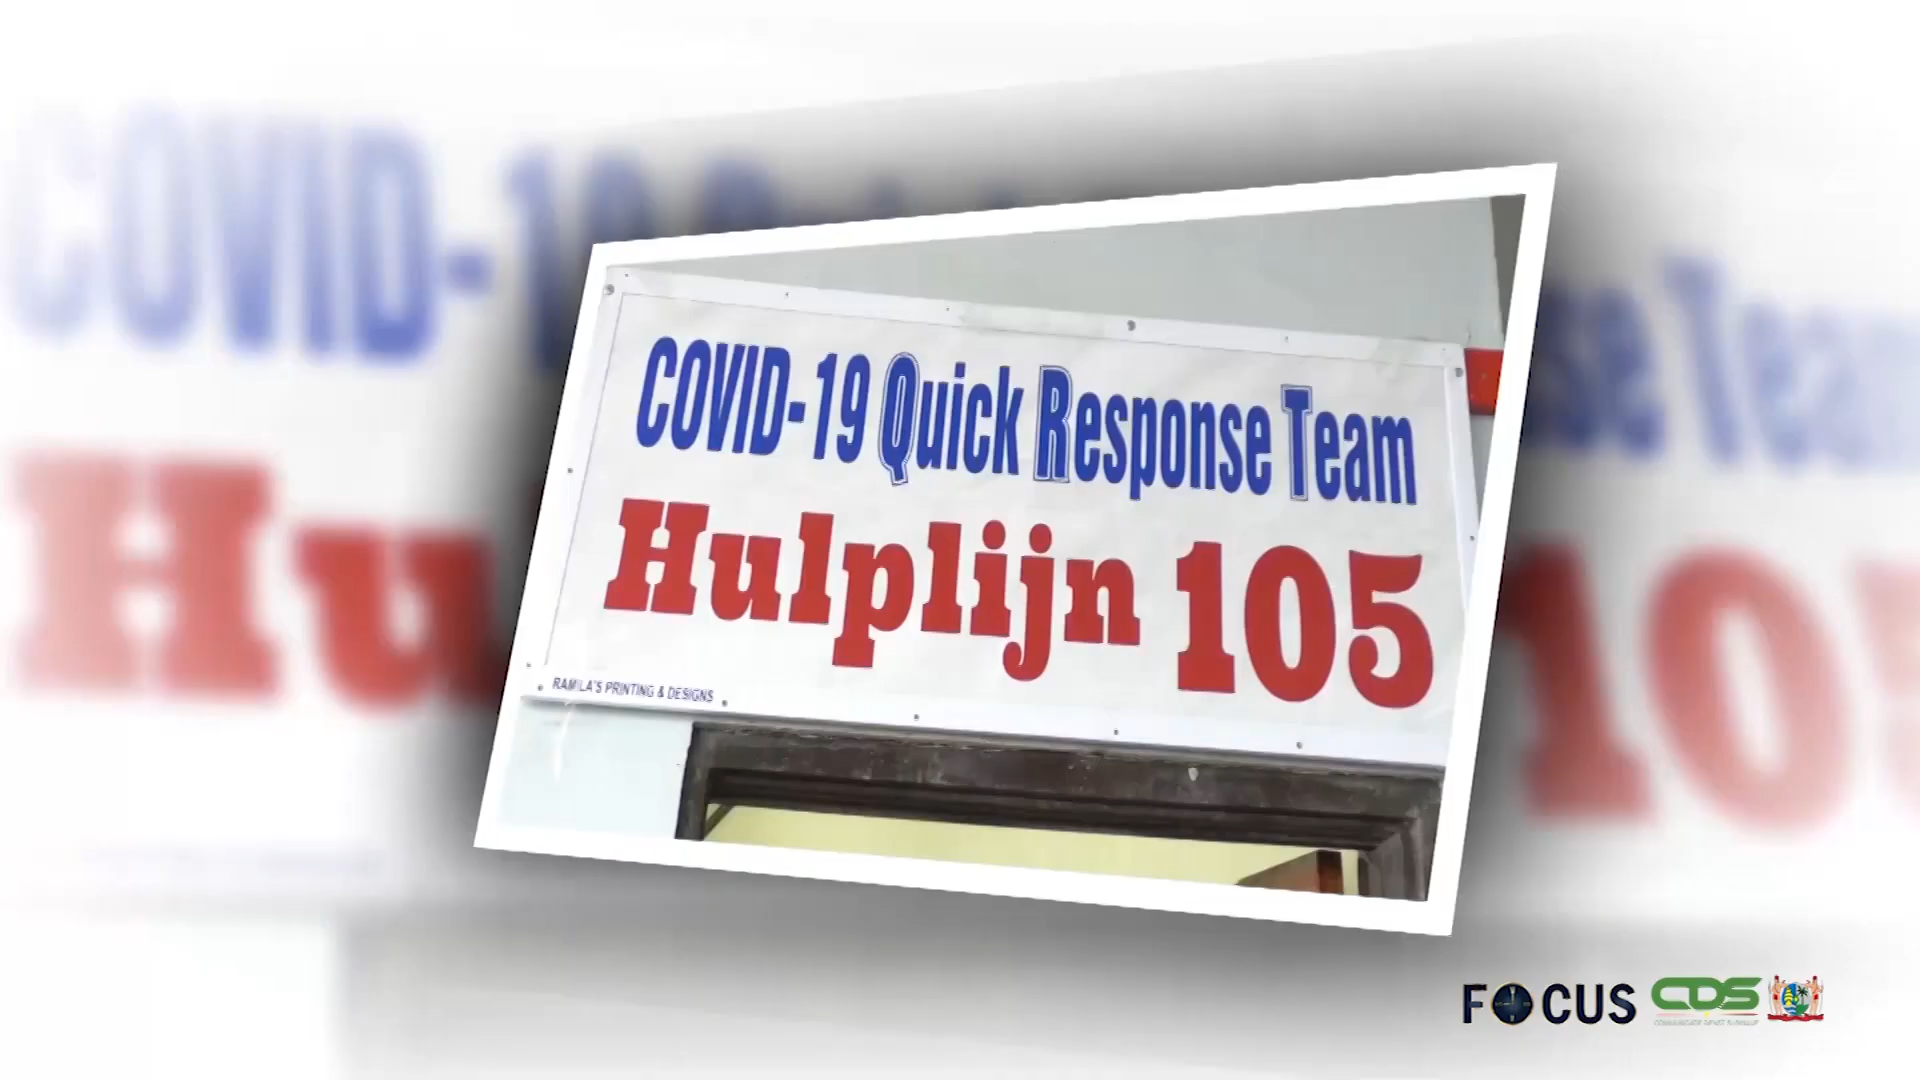 COVID-19 Quick Response Team
Hulplijn 105
RAMILA'S PRINTING & DESIGNS
FOCUS
CDS